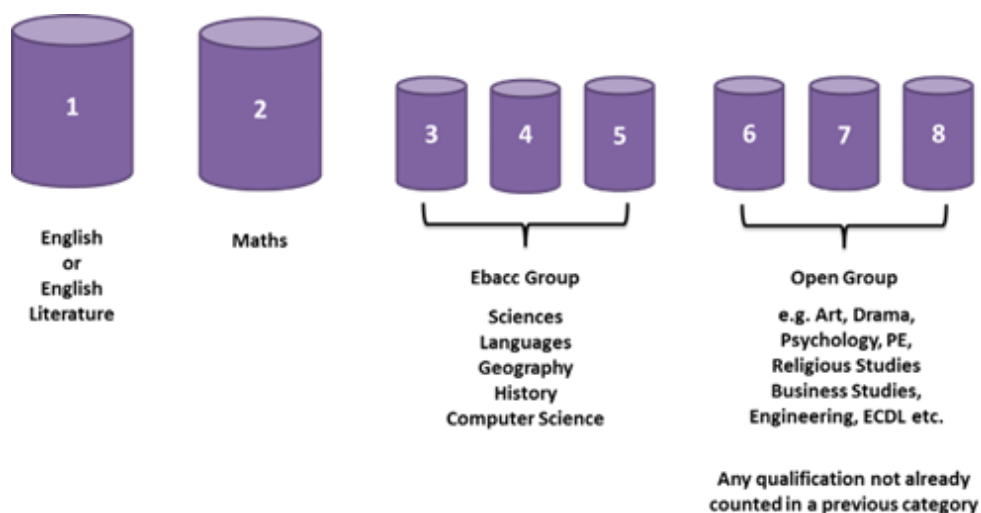 1
2
3
4
5
6
7
8
English
or
English
Literature
Maths
Ebacc Group
Sciences
Languages
Geography
History
Computer Science
Open Group
e.g. Art, Drama,
Psychology, PE,
Religious Studies
Business Studies,
Engineering, ECDL etc.
Any qualification not already
counted in a previous category